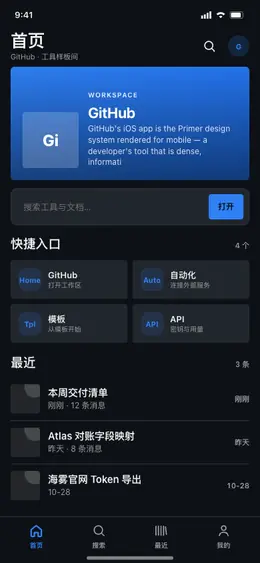 9:41
首页
GitHub · 工具样板间
G
WORKSPACE
Gi
GitHub
GitHub's iOS app is the Primer design
system rendered for mobile — a
developer's tool that is dense,
informati
搜索工具与文档...
打开
快捷入口
4 个
Home
GitHub
打开工作区
Auto
自动化
连接外部服务
Tpl
模板
从模板开始
API
API
密钥与用量
最近
3 条
本周交付清单
刚刚 · 12 条消息
刚刚
Atlas 对账字段映射
昨天 · 8 条消息
昨天
海雾官网 Token 导出
10-28
10-28
首页
搜索
最近
我的